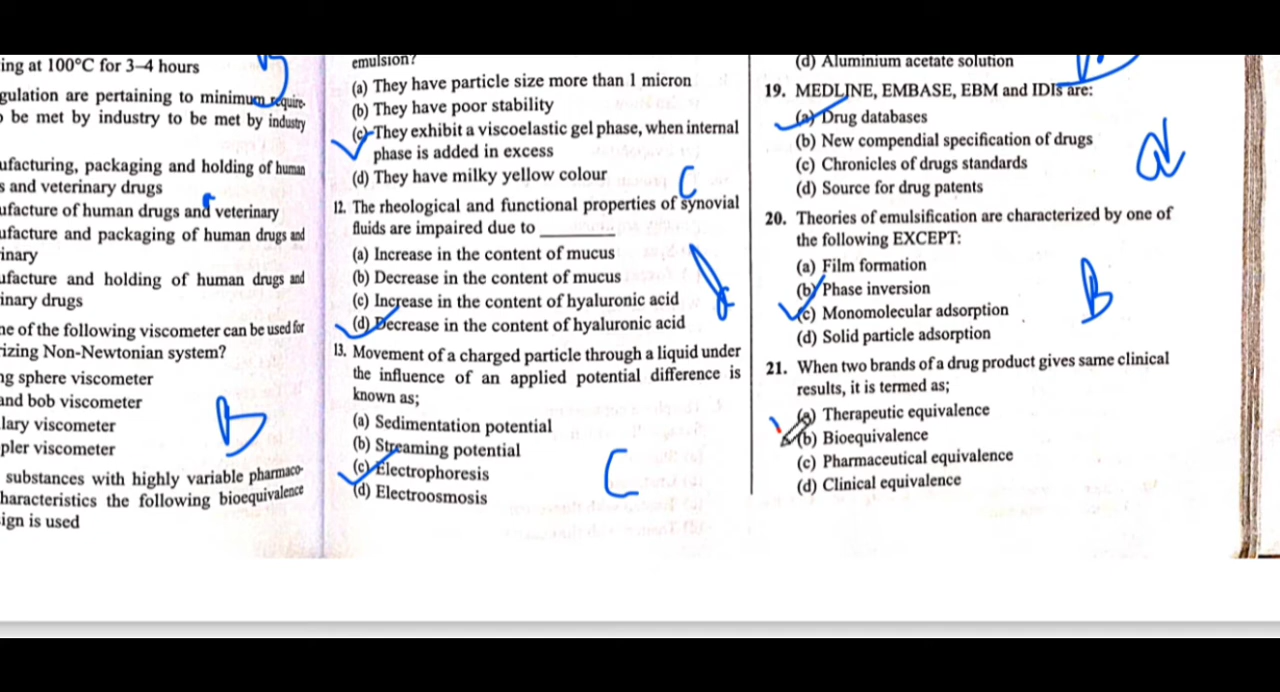 ing at 100°C for 3–4 hours
gulation are pertaining to minimum require-
o be met by industry to be met by industry
ufacturing, packaging and holding of human
s and veterinary drugs
ufacture of human drugs and veterinary
ufacture and packaging of human drugs and
inary
ufacture and holding of human drugs and
inary drugs
ne of the following viscometer can be used for
rizing Non-Newtonian system?
ng sphere viscometer
and bob viscometer
lary viscometer
pler viscometer
B
substances with highly variable pharmaco-
haracteristics the following bioequivalence
ign is used
emulsion?
(a) They have particle size more than 1 micron
(b) They have poor stability
(c) They exhibit a viscoelastic gel phase, when internal
phase is added in excess
(d) They have milky yellow colour
C
12. The rheological and functional properties of synovial
fluids are impaired due to ________
(a) Increase in the content of mucus
(b) Decrease in the content of mucus
(c) Increase in the content of hyaluronic acid
(d) Decrease in the content of hyaluronic acid
13. Movement of a charged particle through a liquid under
the influence of an applied potential difference is
known as;
(a) Sedimentation potential
(b) Streaming potential
(c) Electrophoresis
(d) Electroosmosis
C
(d) Aluminium acetate solution
19. MEDLINE, EMBASE, EBM and IDIS are:
(a) Drug databases
(b) New compendial specification of drugs
(c) Chronicles of drugs standards
(d) Source for drug patents
20. Theories of emulsification are characterized by one of
the following EXCEPT:
(a) Film formation
(b) Phase inversion
(c) Monomolecular adsorption
(d) Solid particle adsorption
B
21. When two brands of a drug product gives same clinical
results, it is termed as;
(a) Therapeutic equivalence
(b) Bioequivalence
(c) Pharmaceutical equivalence
(d) Clinical equivalence